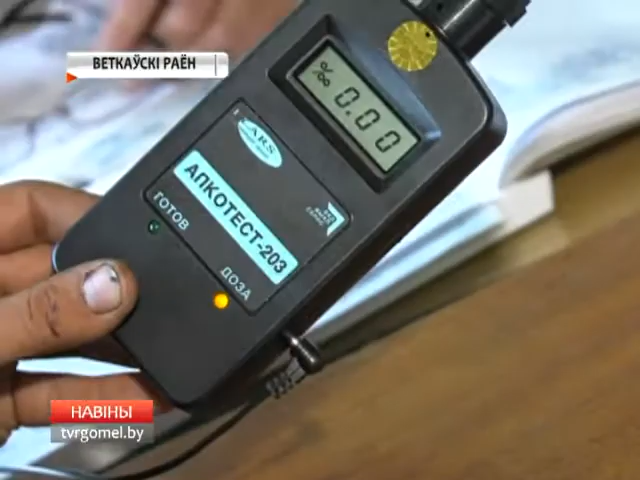 ВЕТКАЎСКІ РАЁН
‰
0.00
ARS
АЛКОТЕСТ-203
ГОТОВ
ДОЗА
НАВІНЫ
tvrgomel.by